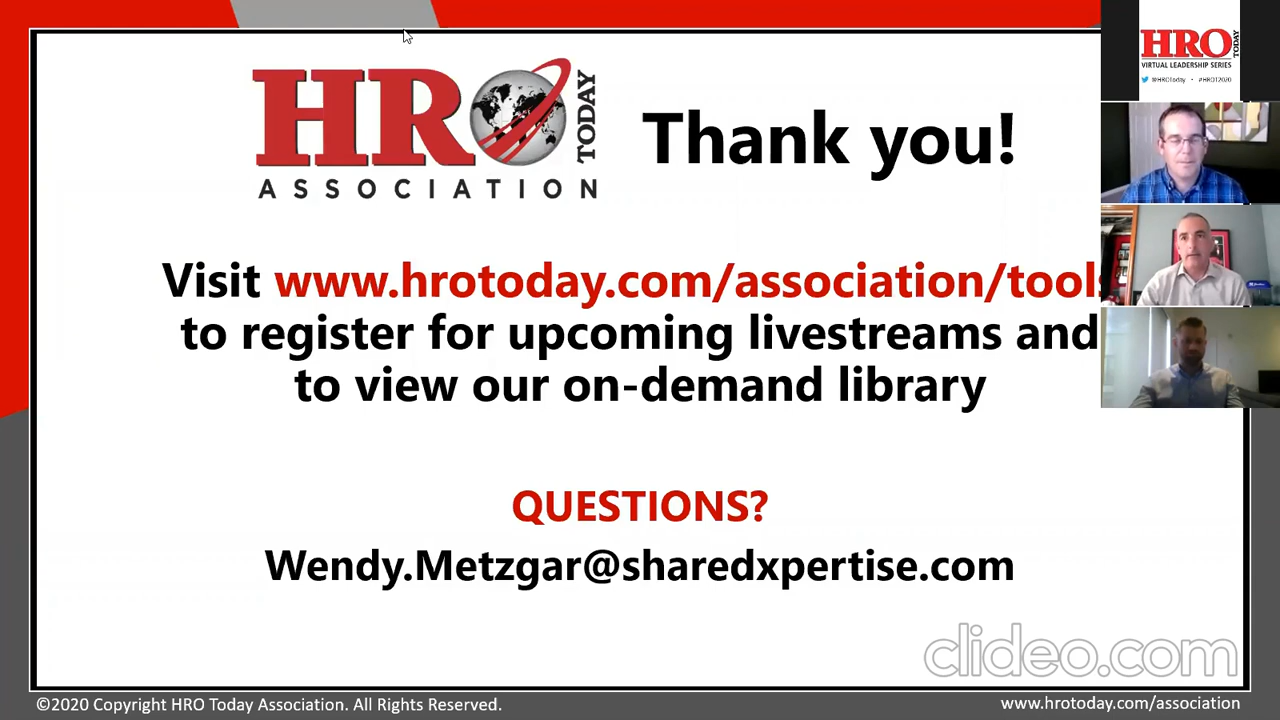 HRO TODAY
ASSOCIATION
Thank you!
Visit www.hrotoday.com/association/tools
to register for upcoming livestreams and
to view our on-demand library
QUESTIONS?
Wendy.Metzgar@sharedxpertise.com
HRO TODAY
VIRTUAL LEADERSHIP SERIES
@HROToday • #HROT2020
clideo.com
©2020 Copyright HRO Today Association. All Rights Reserved.
www.hrotoday.com/association